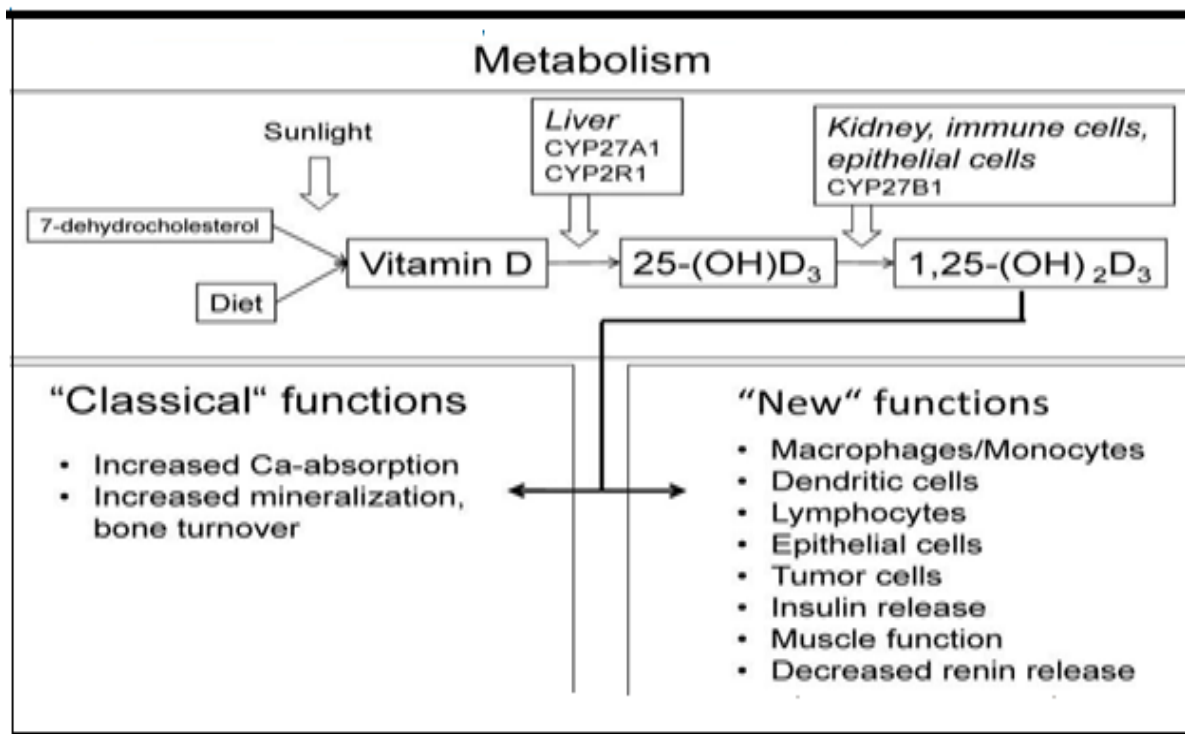 Metabolism
Sunlight
Liver
CYP27A1
CYP2R1
Kidney, immune cells,
epithelial cells
CYP27B1
7-dehydrocholesterol
Diet
Vitamin D
25-(OH)D₃
1,25-(OH) ₂D₃
“Classical“ functions
• Increased Ca-absorption
• Increased mineralization,
bone turnover
“New“ functions
• Macrophages/Monocytes
• Dendritic cells
• Lymphocytes
• Epithelial cells
• Tumor cells
• Insulin release
• Muscle function
• Decreased renin release